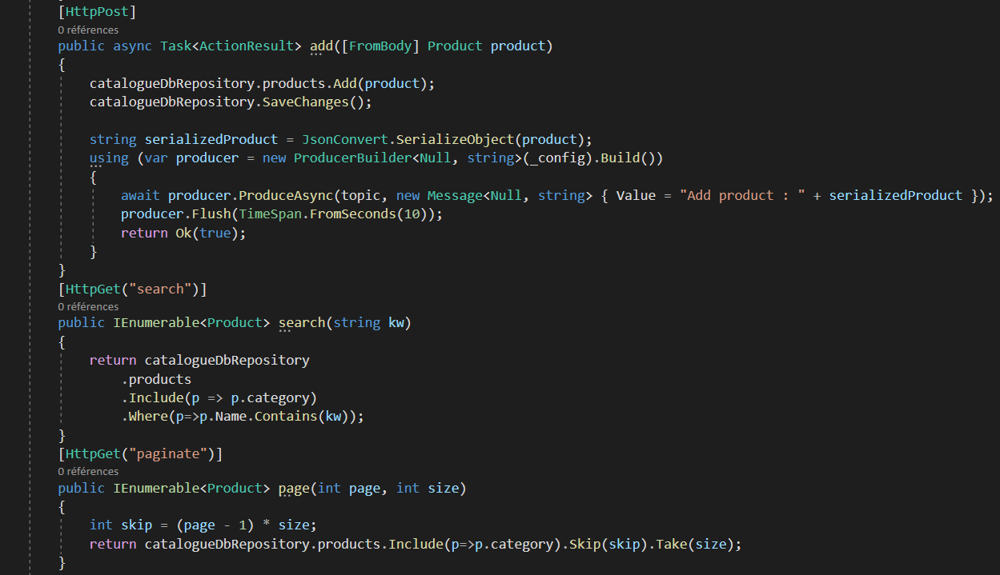 [HttpPost]
0 références
public async Task<ActionResult> add([FromBody] Product product)
{
catalogueDbRepository.products.Add(product);
catalogueDbRepository.SaveChanges();
string serializedProduct = JsonConvert.SerializeObject(product);
using (var producer = new ProducerBuilder<Null, string>(_config).Build())
{
await producer.ProduceAsync(topic, new Message<Null, string> { Value = "Add product : " + serializedProduct });
producer.Flush(TimeSpan.FromSeconds(10));
return Ok(true);
}
}
[HttpGet("search")]
0 références
public IEnumerable<Product> search(string kw)
{
return catalogueDbRepository
.products
.Include(p => p.category)
.Where(p=>p.Name.Contains(kw));
}
[HttpGet("paginate")]
0 références
public IEnumerable<Product> page(int page, int size)
{
int skip = (page - 1) * size;
return catalogueDbRepository.products.Include(p=>p.category).Skip(skip).Take(size);
}